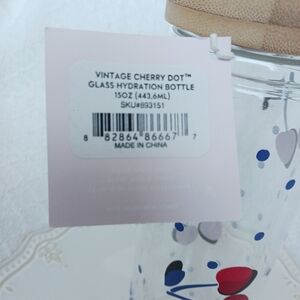 VINTAGE CHERRY DOT™
GLASS HYDRATION BOTTLE
15OZ (443.6ML)
SKU#893151
8 82864 86667 7
MADE IN CHINA